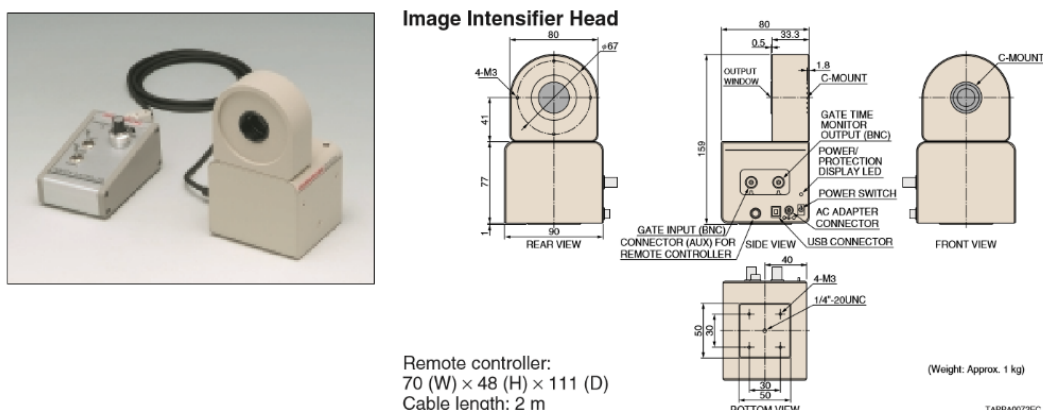 Image Intensifier Head
80
φ67
4-M3
41
77
1
90
REAR VIEW
80
33.3
0.5
1.8
OUTPUT
WINDOW
C-MOUNT
159
GATE TIME
MONITOR
OUTPUT (BNC)
POWER/
PROTECTION
DISPLAY LED
POWER SWITCH
AC ADAPTER
CONNECTOR
USB CONNECTOR
GATE INPUT (BNC)
CONNECTOR (AUX) FOR
REMOTE CONTROLLER
SIDE VIEW
C-MOUNT
FRONT VIEW
40
4-M3
1/4"-20UNC
50
30
30
50
BOTTOM VIEW
Remote controller:
70 (W) × 48 (H) × 111 (D)
Cable length: 2 m
(Weight: Approx. 1 kg)
TAPPA0073EC